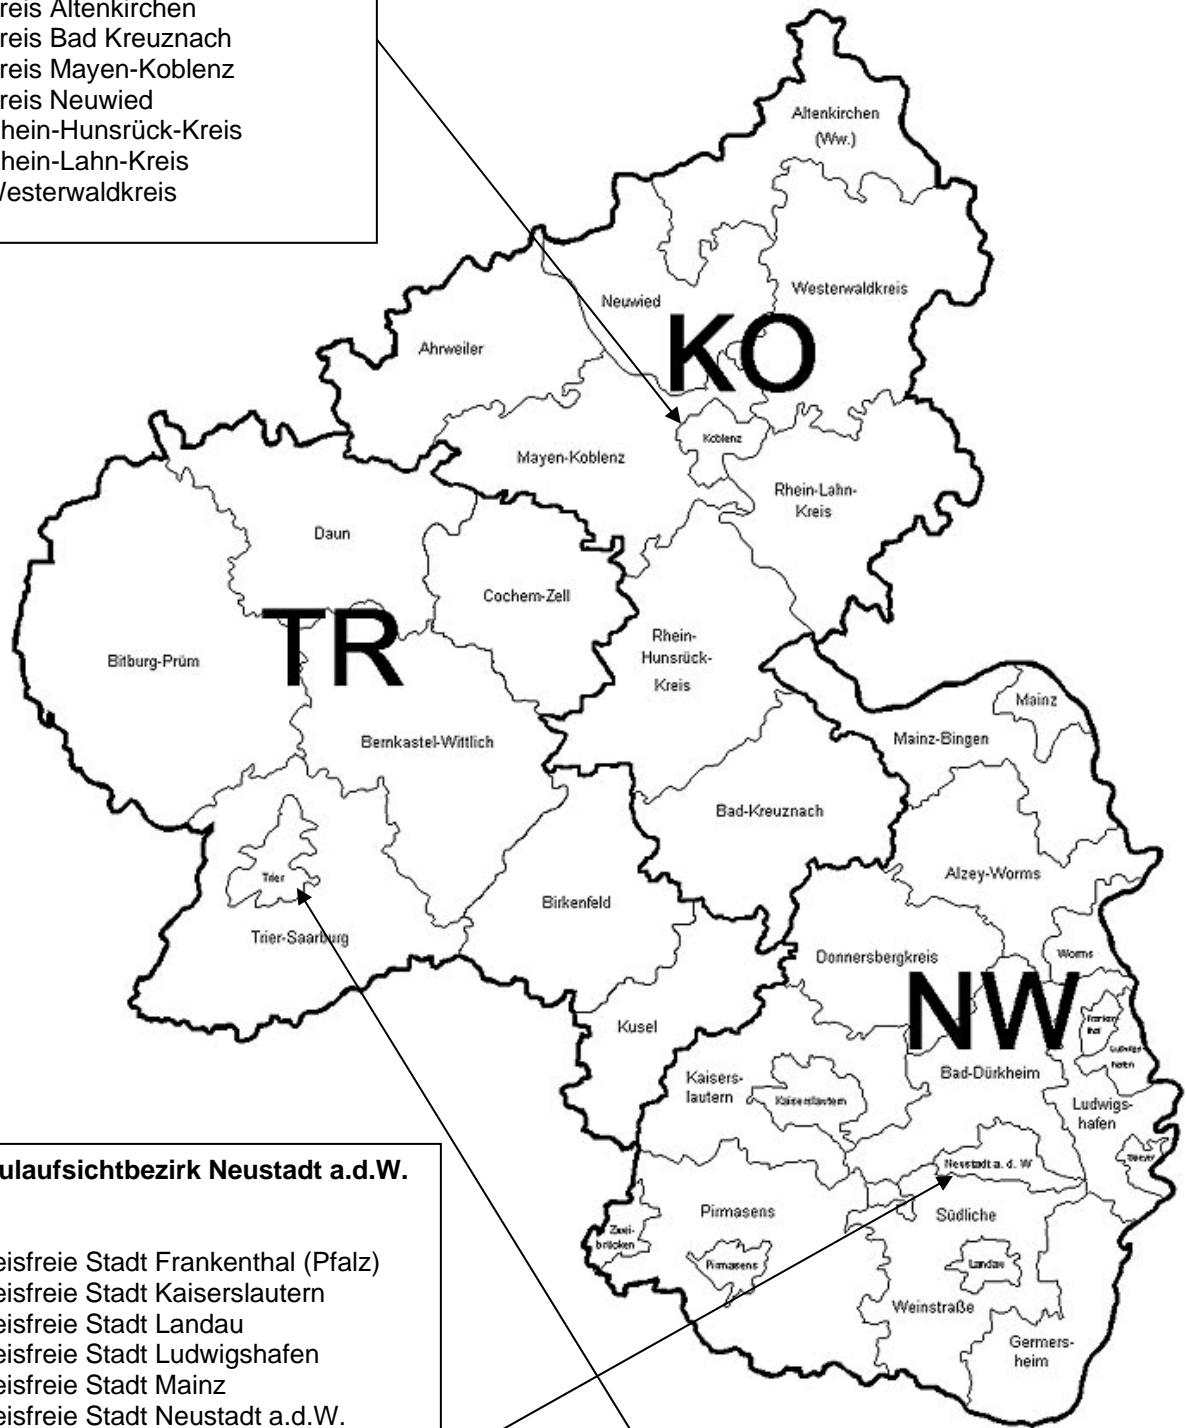 reis Altenkirchen
reis Bad Kreuznach
reis Mayen-Koblenz
reis Neuwied
hein-Hunsrück-Kreis
hein-Lahn-Kreis
Westerwaldkreis
Altenkirchen
(Ww.)
Westerwaldkreis
Neuwied
KO
Ahrweiler
Koblenz
Mayen-Koblenz
Rhein-Lahn-
Kreis
Daun
Cochem-Zell
TR
Bitburg-Prüm
Rhein-
Hunsrück-
Kreis
Mainz
Mainz-Bingen
Bernkastel-Wittlich
Bad-Kreuznach
Alzey-Worms
Trier
Birkenfeld
Trier-Saarburg
Donnersbergkreis
Worms
NW
Kusel
Kaisers-
lautern
Kaiserslautern
Bad-Dürkheim
Ludwigs-
hafen
Neustadt a. d. W
Pirmasens
Südliche
Zwei-
brücken
Pirmasens
Landau
Weinstraße
Germers-
heim
ulaufsichtbezirk Neustadt a.d.W.
eisfreie Stadt Frankenthal (Pfalz)
eisfreie Stadt Kaiserslautern
eisfreie Stadt Landau
eisfreie Stadt Ludwigshafen
eisfreie Stadt Mainz
eisfreie Stadt Neustadt a.d.W.